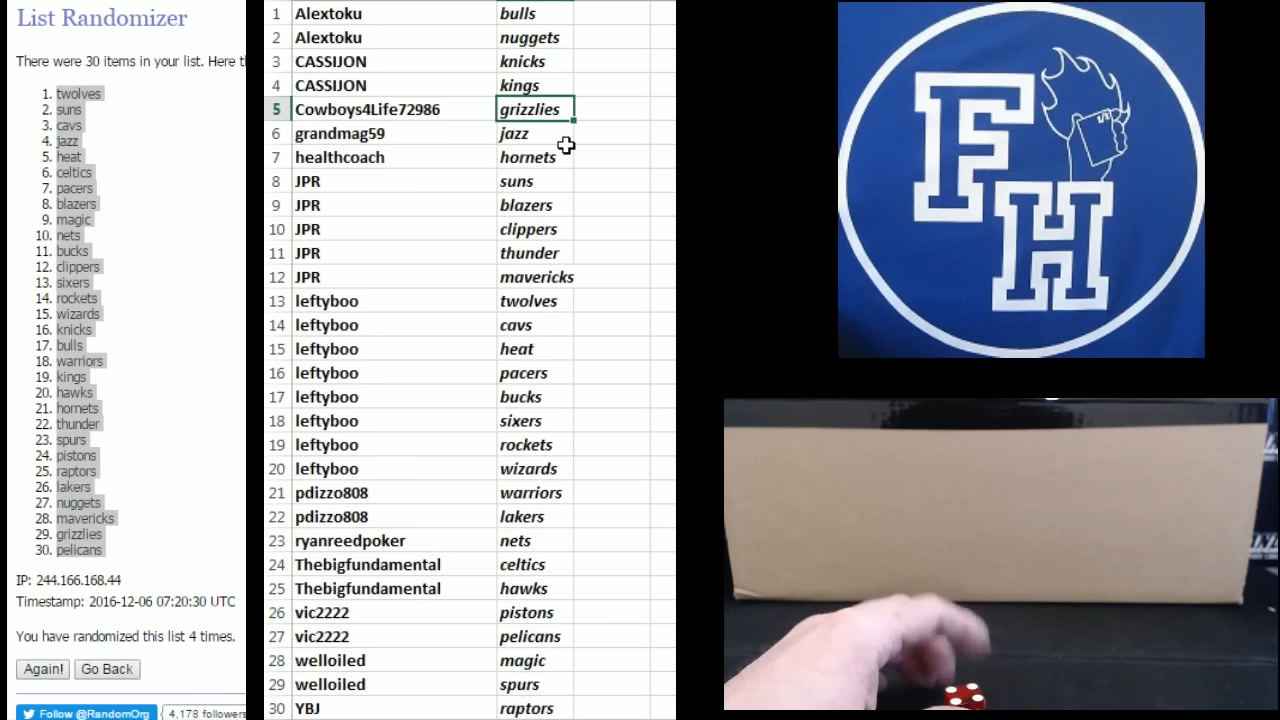 List Randomizer
There were 30 items in your list. Here th
1. twolves
2. suns
3. cavs
4. jazz
5. heat
6. celtics
7. pacers
8. blazers
9. magic
10. nets
11. bucks
12. clippers
13. sixers
14. rockets
15. wizards
16. knicks
17. bulls
18. warriors
19. kings
20. hawks
21. hornets
22. thunder
23. spurs
24. pistons
25. raptors
26. lakers
27. nuggets
28. mavericks
29. grizzlies
30. pelicans
IP: 244.166.168.44
Timestamp: 2016-12-06 07:20:30 UTC
You have randomized this list 4 times.
Again! Go Back
Follow @RandomOrg 4,178 followers
1 Alextoku bulls
2 Alextoku nuggets
3 CASSIJON knicks
4 CASSIJON kings
5 Cowboys4Life72986 grizzlies
6 grandmag59 jazz
7 healthcoach hornets
8 JPR suns
9 JPR blazers
10 JPR clippers
11 JPR thunder
12 JPR mavericks
13 leftyboo twolves
14 leftyboo cavs
15 leftyboo heat
16 leftyboo pacers
17 leftyboo bucks
18 leftyboo sixers
19 leftyboo rockets
20 leftyboo wizards
21 pdizzo808 warriors
22 pdizzo808 lakers
23 ryanreedpoker nets
24 Thebigfundamental celtics
25 Thebigfundamental hawks
26 vic2222 pistons
27 vic2222 pelicans
28 welloiled magic
29 welloiled spurs
30 YBJ raptors
F
H